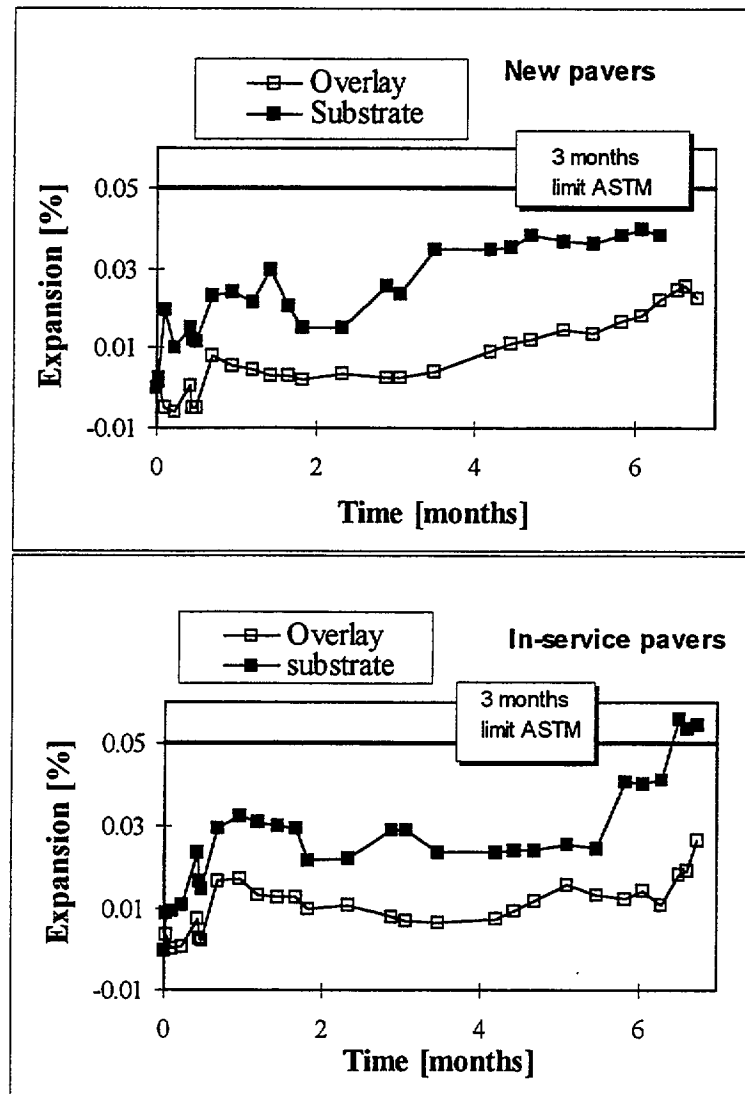 Overlay
Substrate
New pavers
3 months
limit ASTM
0.05
0.03
0.01
-0.01
Expansion [%]
0
2
4
6
Time [months]
Overlay
substrate
In-service pavers
3 months
limit ASTM
0.05
0.03
0.01
-0.01
Expansion [%]
0
2
4
6
Time [months]